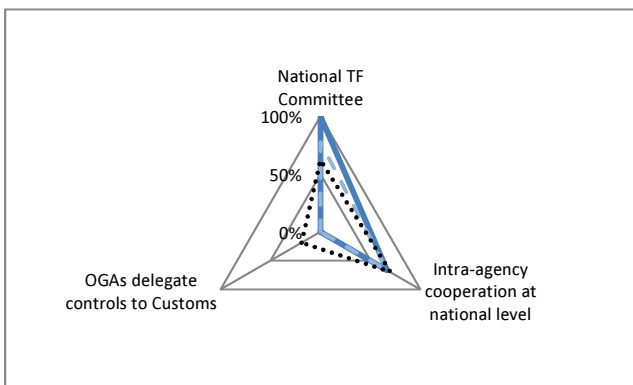 National TF
Committee
100%
50%
0%
OGAs delegate
controls to Customs
Intra-agency
cooperation at
national level